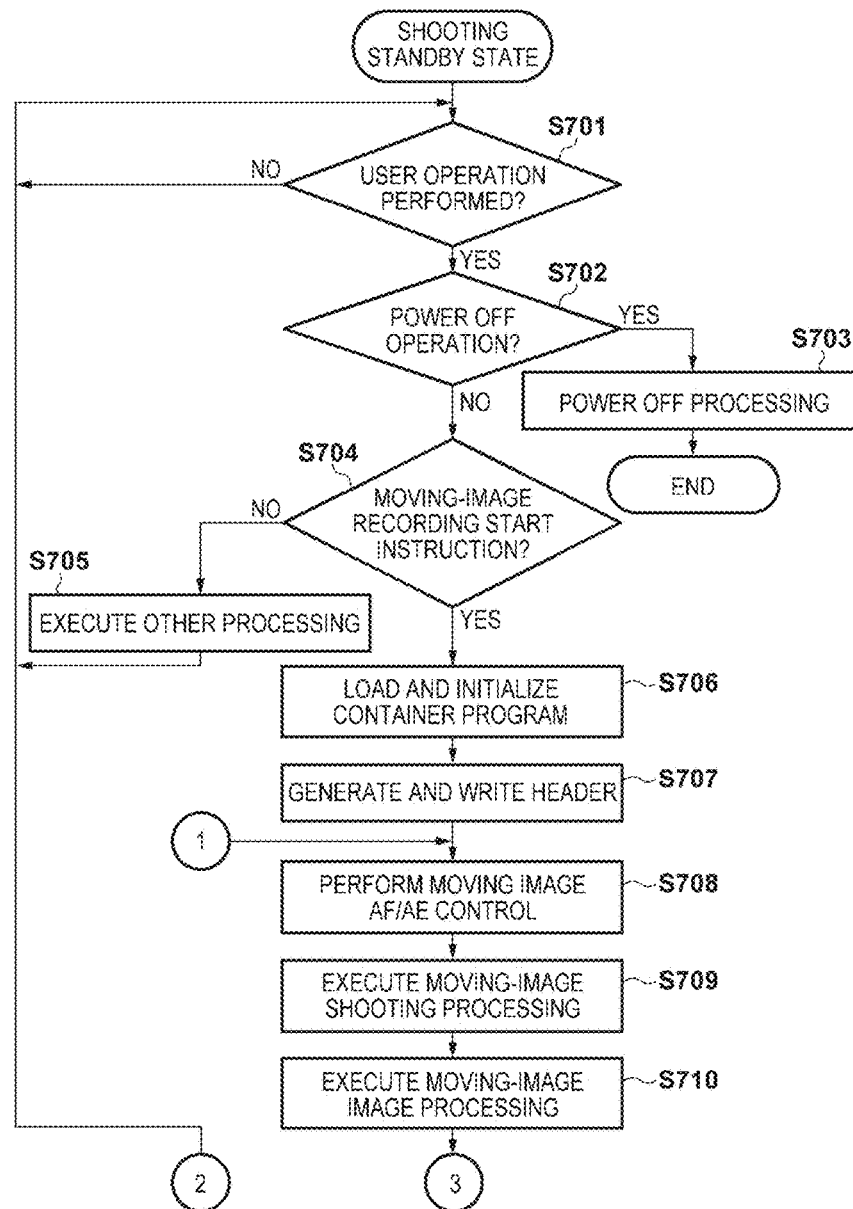 SHOOTING
STANDBY STATE
S701
NO
USER OPERATION
PERFORMED?
YES
S702
POWER OFF
OPERATION?
YES
S703
POWER OFF PROCESSING
NO
END
S704
MOVING-IMAGE
RECORDING START
INSTRUCTION?
NO
S705
EXECUTE OTHER PROCESSING
YES
LOAD AND INITIALIZE
CONTAINER PROGRAM
S706
GENERATE AND WRITE HEADER
S707
1
PERFORM MOVING IMAGE
AF/AE CONTROL
S708
EXECUTE MOVING-IMAGE
SHOOTING PROCESSING
S709
EXECUTE MOVING-IMAGE
IMAGE PROCESSING
S710
2
3